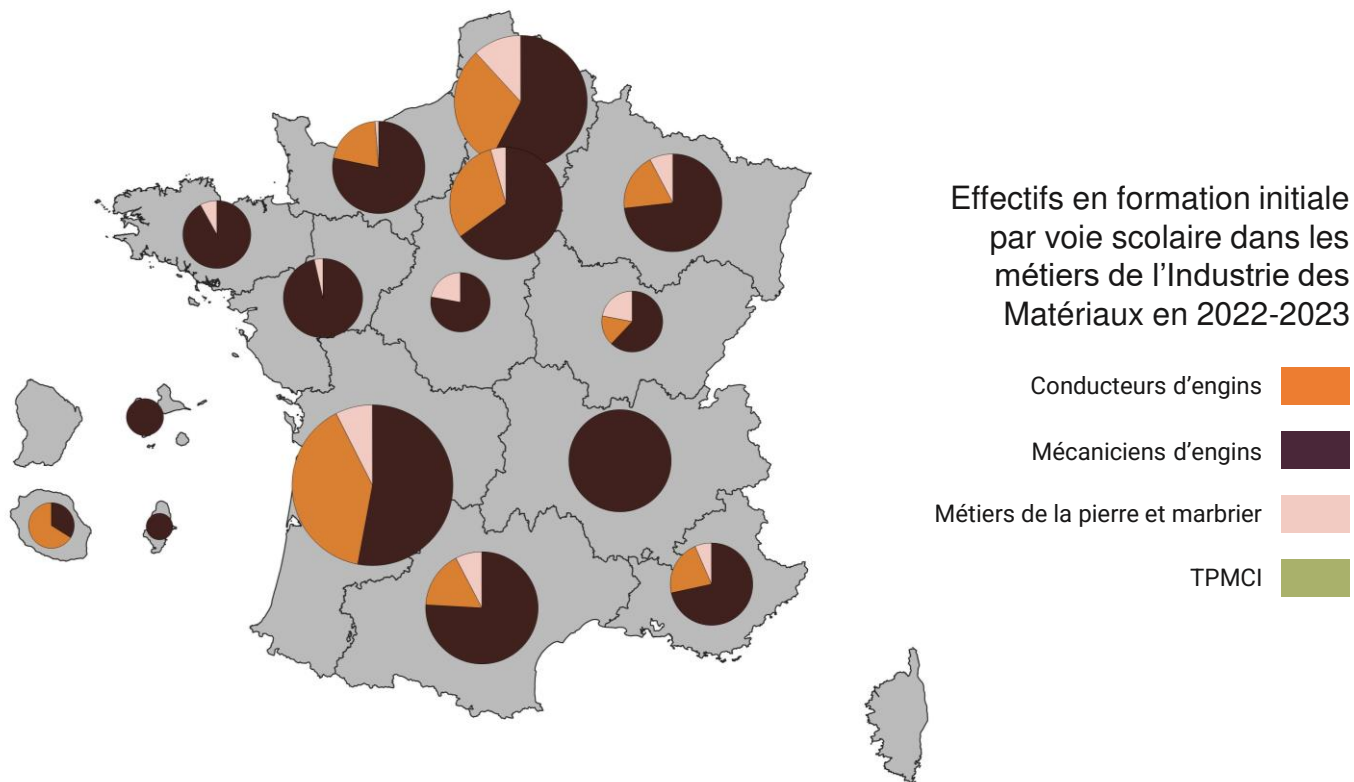 Effectifs en formation initiale
par voie scolaire dans les
métiers de l’Industrie des
Matériaux en 2022-2023
Conducteurs d’engins
Mécaniciens d’engins
Métiers de la pierre et marbrier
TPMCI